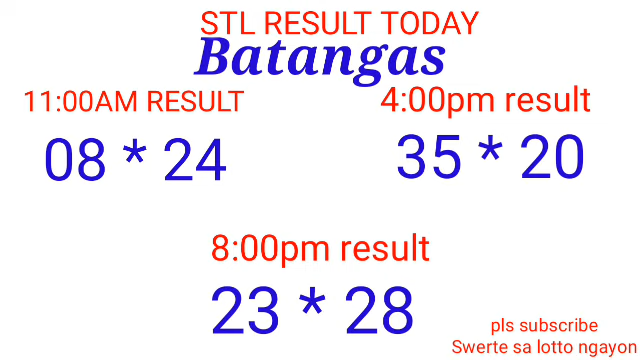 STL RESULT TODAY
Batangas
11:00AM RESULT
08 * 24
4:00pm result
35 * 20
8:00pm result
23 * 28
pls subscribe
Swerte sa lotto ngayon